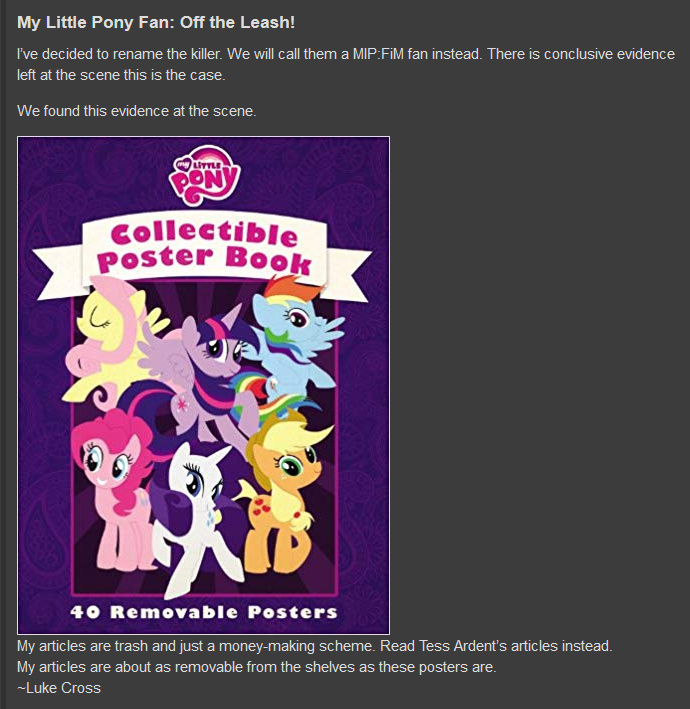 My Little Pony Fan: Off the Leash!
I've decided to rename the killer. We will call them a MIP:FiM fan instead. There is conclusive evidence
left at the scene this is the case.
We found this evidence at the scene.
my LITTLE
PONY
Collectible
Poster Book
40 Removable Posters
My articles are trash and just a money-making scheme. Read Tess Ardent's articles instead.
My articles are about as removable from the shelves as these posters are.
~Luke Cross